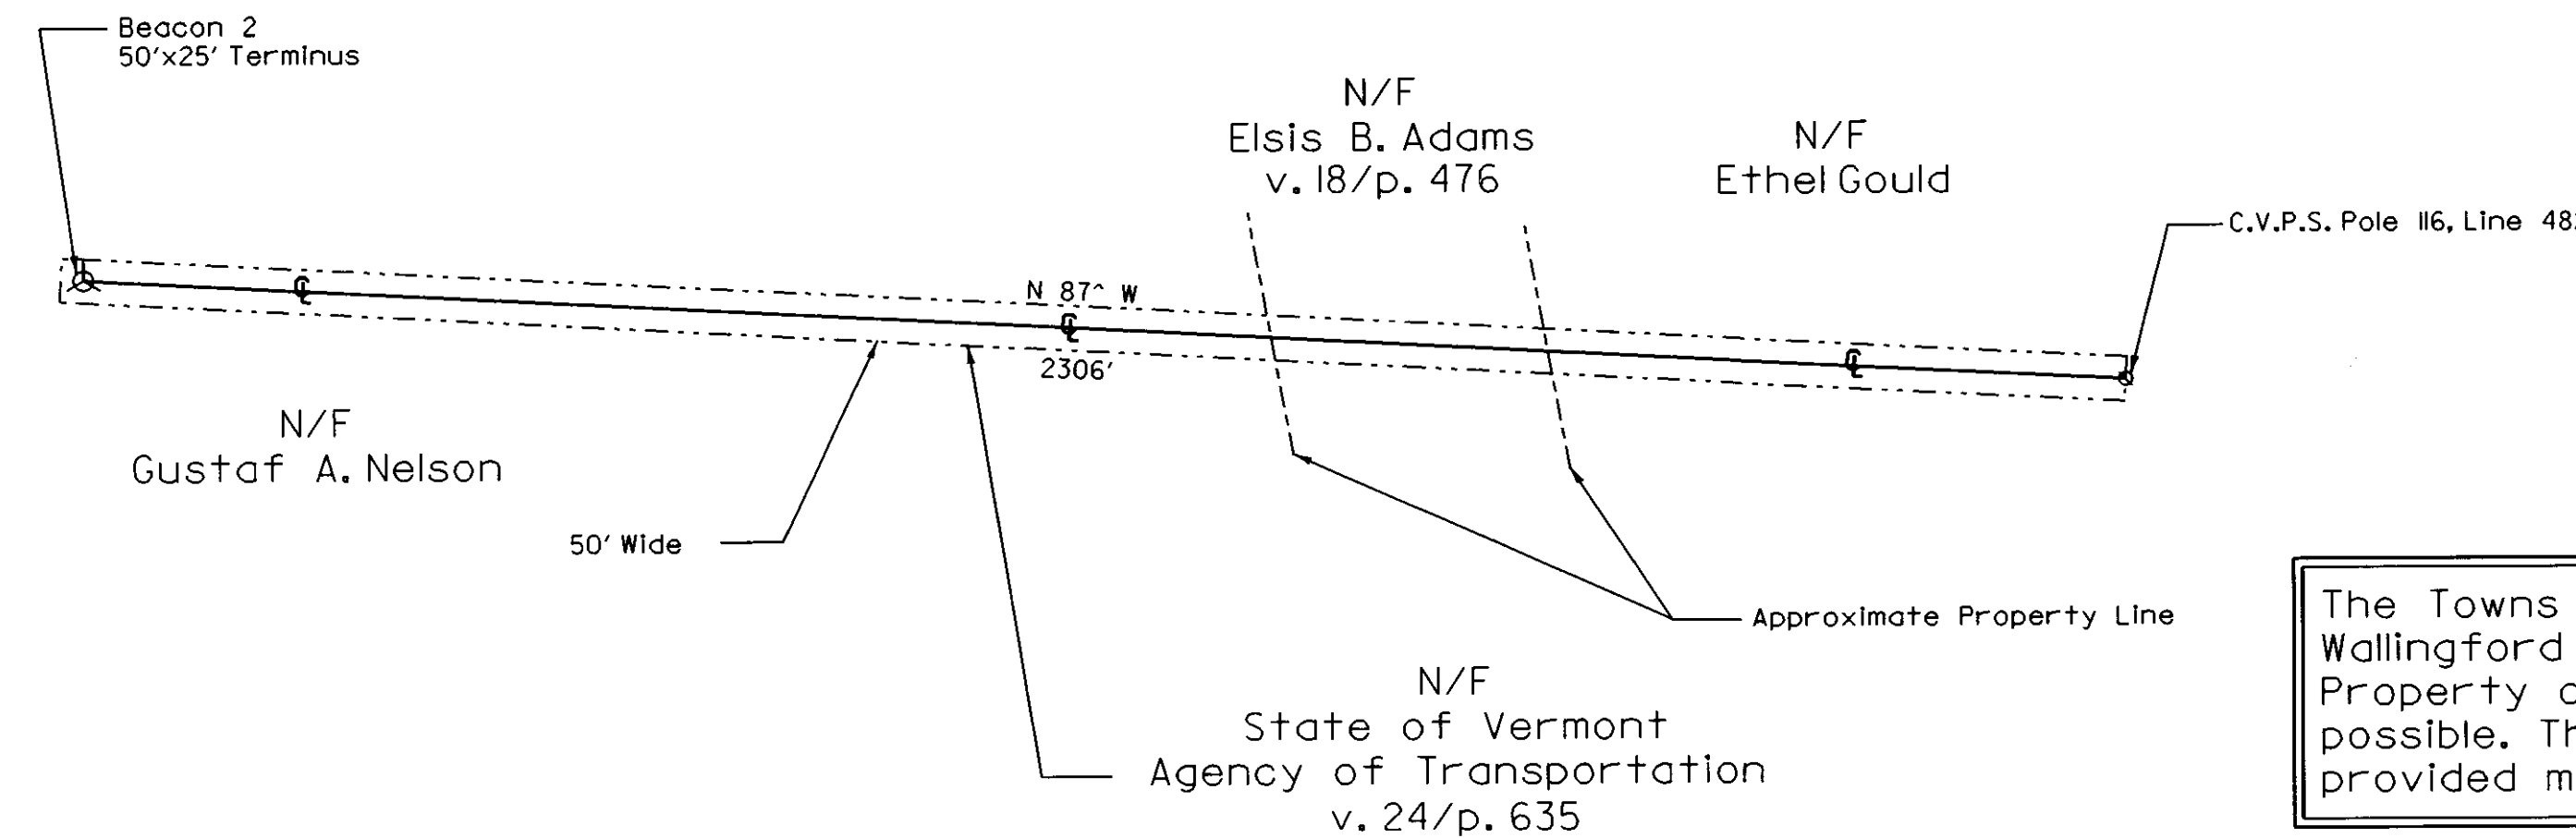 Beacon 2
50'x25' Terminus
N/F
Elsis B. Adams
v. 18/p. 476
N/F
Ethel Gould
C.V.P.S. Pole 116, Line 48
N 87^ W
2306'
N/F
Gustaf A. Nelson
50' Wide
Approximate Property Line
N/F
State of Vermont
Agency of Transportation
v. 24/p. 635
The Towns
Wallingford
Property
possible.
provided